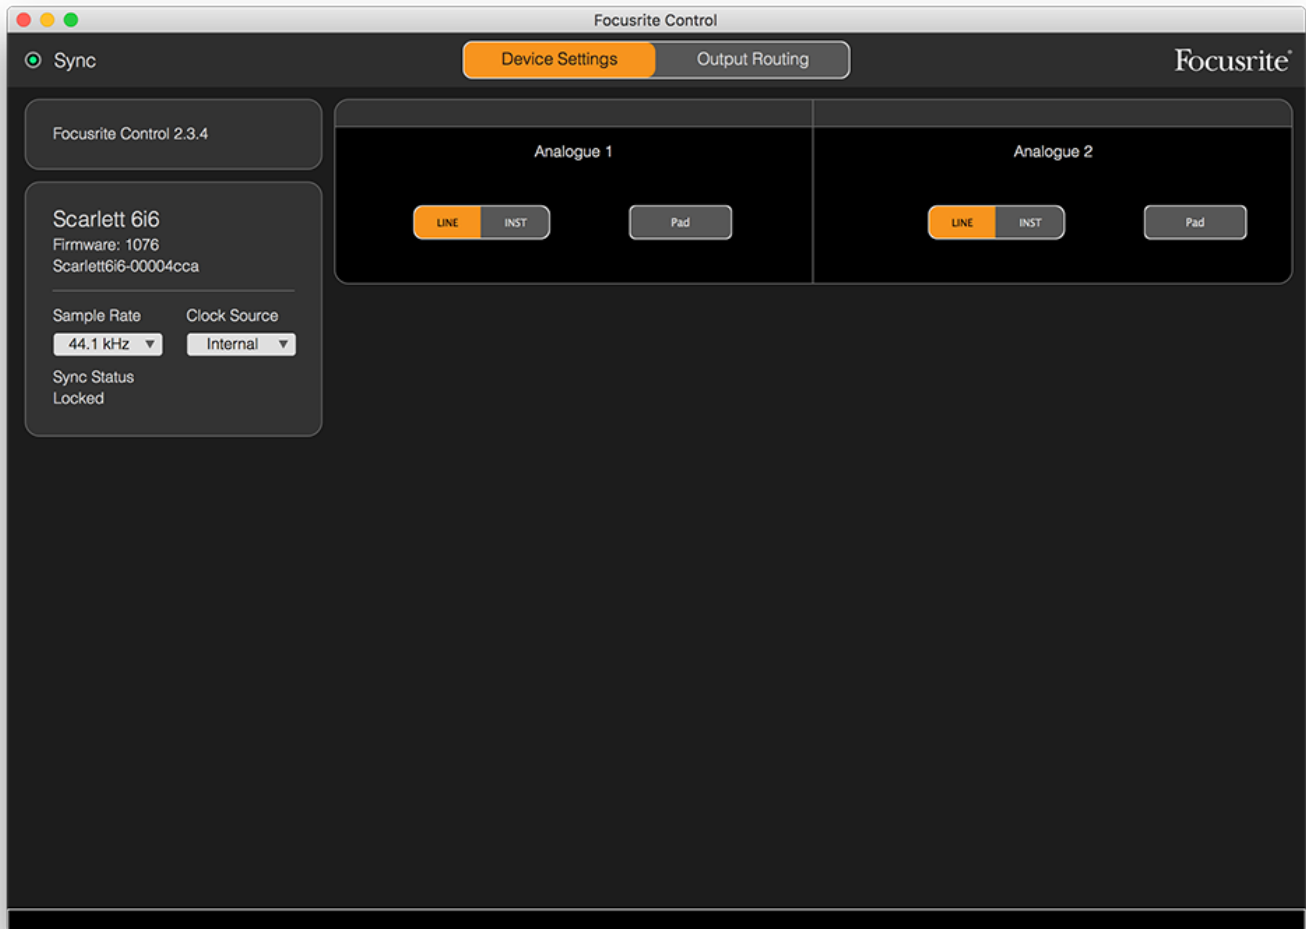 Focusrite Control
Sync
Device Settings
Output Routing
Focusrite
Focusrite Control 2.3.4
Scarlett 6i6
Firmware: 1076
Scarlett6i6-00004cca
Sample Rate
Clock Source
44.1 kHz
Internal
Sync Status
Locked
Analogue 1
LINE
INST
Pad
Analogue 2
LINE
INST
Pad